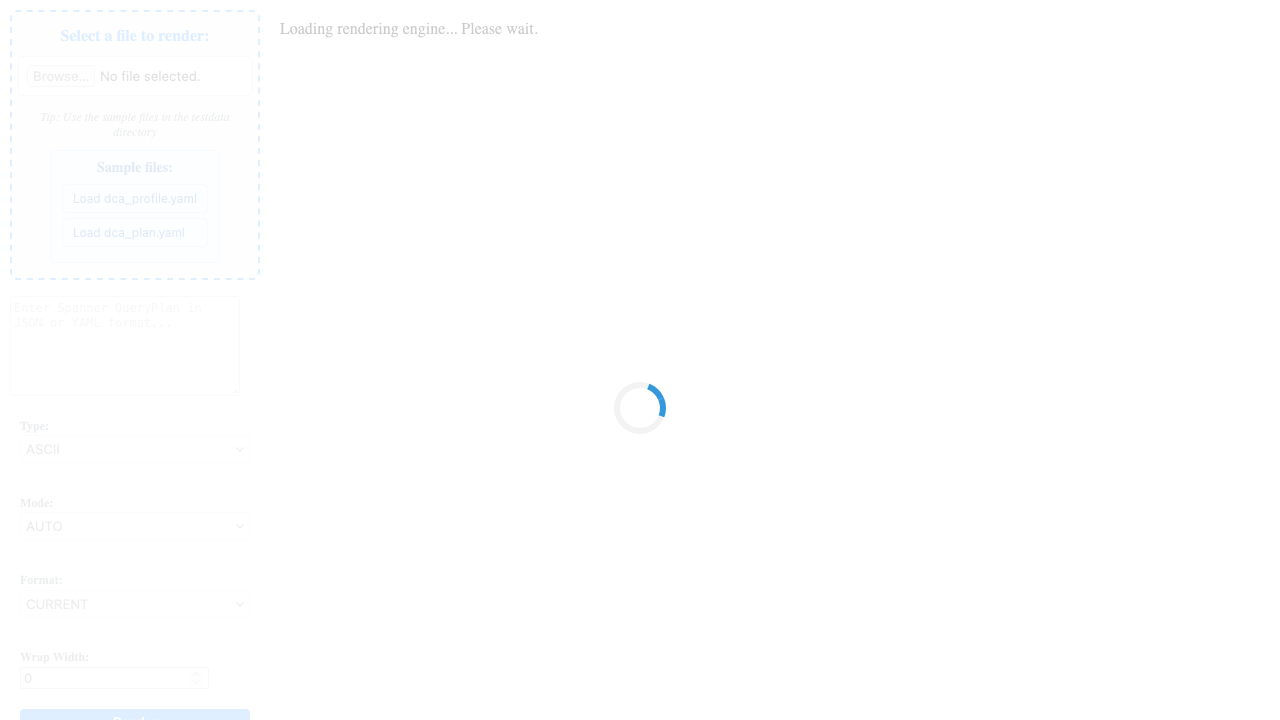 Select a file to render:
Browse... No file selected.
Tip: Use the sample files in the testdata
directory
Sample files:
Load dca_profile.yaml
Load dca_plan.yaml
Enter Spanner QueryPlan in
JSON or YAML format...
Type:
ASCII
Mode:
AUTO
Format:
CURRENT
Wrap Width:
0
Loading rendering engine... Please wait.